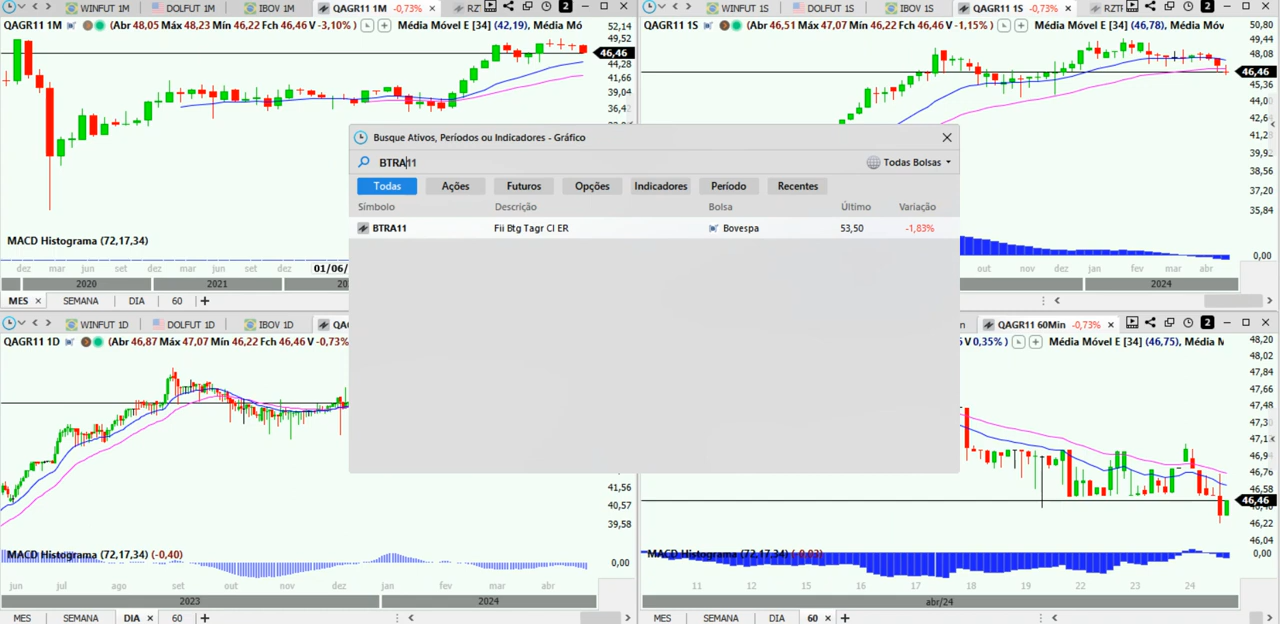 WINFUT 1M DOLFUT 1M IBOV 1M QAGR11 1M -0,73% × 2
QAGR11 1M (Abr 48,05 Máx 48,23 Mín 46,22 Fch 46,46 V -3,10% ) Média Móvel E [34] (42,19), Média Mó
52,14
49,52
46,46
44,28
41,66
39,04
36,42
MACD Histograma (72,17,34)
dez mar jun set dez mar jun set dez 01/06/
2020 2021
MES × SEMANA DIA 60 +
WINFUT 1S DOLFUT 1S IBOV 1S QAGR11 1S -0,73% × 2
QAGR11 1S (Abr 46,51 Máx 47,07 Mín 46,22 Fch 46,46 V -1,15% ) Média Móvel E [34] (46,78), Média Móv
50,80
49,44
48,08
46,46
45,36
44,00
42,6
41,2
39,92
38,56
37,20
35,84
0,00
out nov dez jan fev mar abr
2024
Busque Ativos, Períodos ou Indicadores - Gráfico
BTRA11 Todas Bolsas
Todas Ações Futuros Opções Indicadores Período Recentes
Símbolo Descrição Bolsa Último Variação
BTRA11 Fii Btg Tagr Cl ER Bovespa 53,50 -1,83%
WINFUT 1D DOLFUT 1D IBOV 1D
QAGR11 1D (Abr 46,87 Máx 47,07 Mín 46,22 Fch 46,46 V -0,73%
41,56
40,57
39,58
MACD Histograma (72,17,34) (-0,40)
0,00
jun jul ago set out nov dez jan fev mar abr
2023 2024
MES SEMANA DIA × 60 +
QAGR11 60Min -0,73% × 2
V 0,35% ) Média Móvel E [34] (46,75), Média M
48,20
48,02
47,84
47,66
47,48
47,30
46,76
46,58
46,46
46,22
46,04
MACD Histograma (72,17,34) (-0,03)
0,00
11 12 15 16 17 18 19 22 23 24
abr/24
MES SEMANA DIA 60 × +